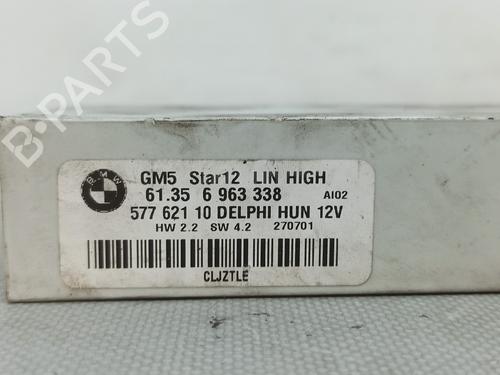 B-PARTS
BMW
GM5 Star12 LIN HIGH
61.35 6 963 338 AI02
577 621 10 DELPHI HUN 12V
HW 2.2 SW 4.2 270701
CLJZTLE